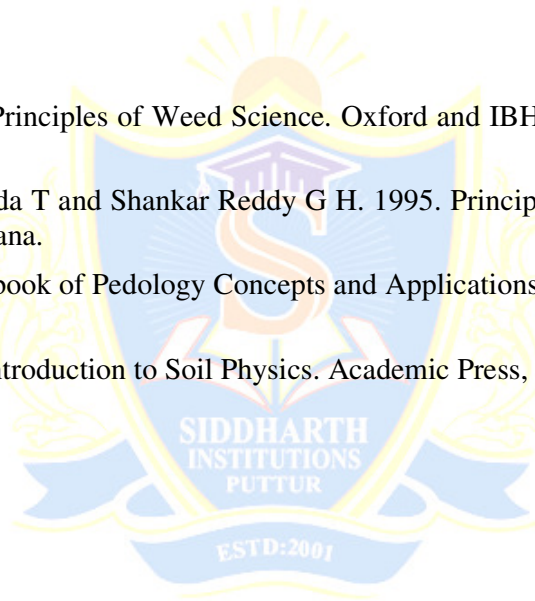 Principles of Weed Science. Oxford and IBH
da T and Shankar Reddy G H. 1995. Princip
ana.
book of Pedology Concepts and Applications
ntroduction to Soil Physics. Academic Press,
SIDDHARTH
INSTITUTIONS
PUTTUR
ESTD:2001